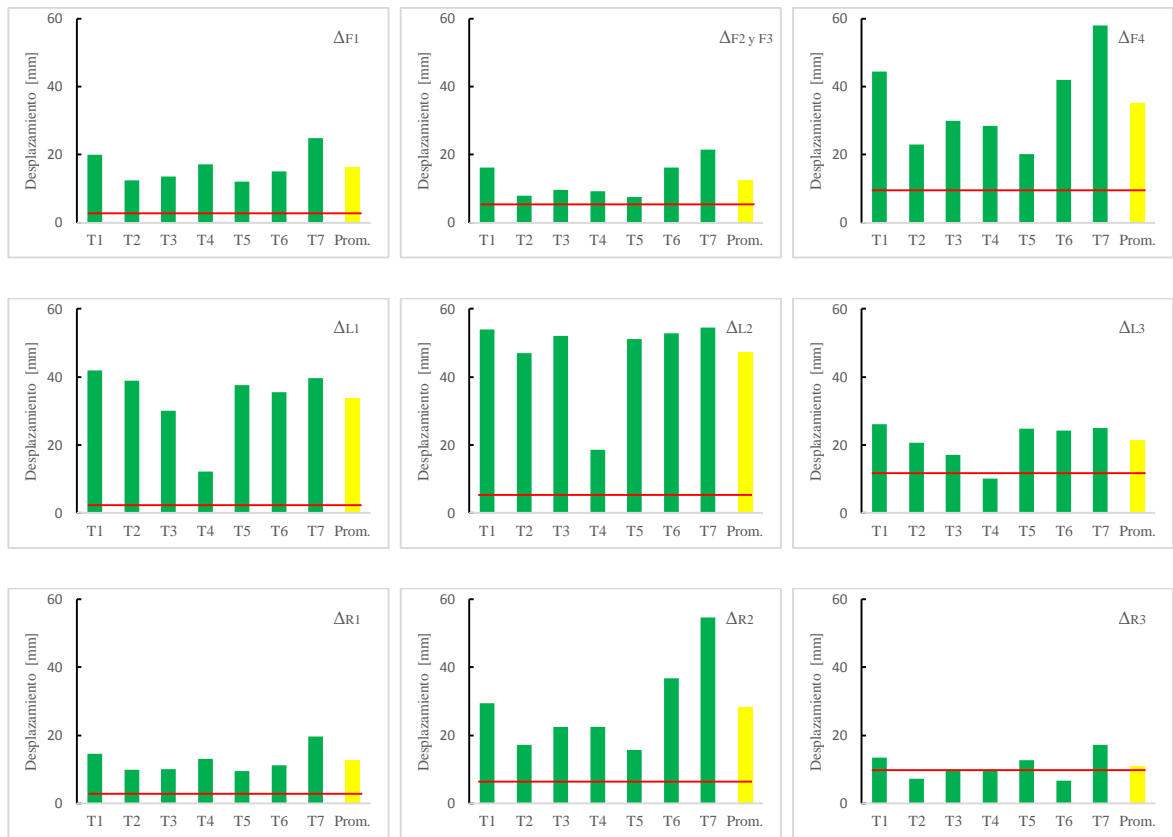 ΔF1
Desplazamiento [mm]
60
40
20
0
T1 T2 T3 T4 T5 T6 T7 Prom.
ΔF2 y F3
Desplazamiento [mm]
60
40
20
0
T1 T2 T3 T4 T5 T6 T7 Prom.
ΔF4
Desplazamiento [mm]
60
40
20
0
T1 T2 T3 T4 T5 T6 T7 Prom.
ΔL1
Desplazamiento [mm]
60
40
20
0
T1 T2 T3 T4 T5 T6 T7 Prom.
ΔL2
Desplazamiento [mm]
60
40
20
0
T1 T2 T3 T4 T5 T6 T7 Prom.
ΔL3
Desplazamiento [mm]
60
40
20
0
T1 T2 T3 T4 T5 T6 T7 Prom.
ΔR1
Desplazamiento [mm]
60
40
20
0
T1 T2 T3 T4 T5 T6 T7 Prom.
ΔR2
Desplazamiento [mm]
60
40
20
0
T1 T2 T3 T4 T5 T6 T7 Prom.
ΔR3
Desplazamiento [mm]
60
40
20
0
T1 T2 T3 T4 T5 T6 T7 Prom.